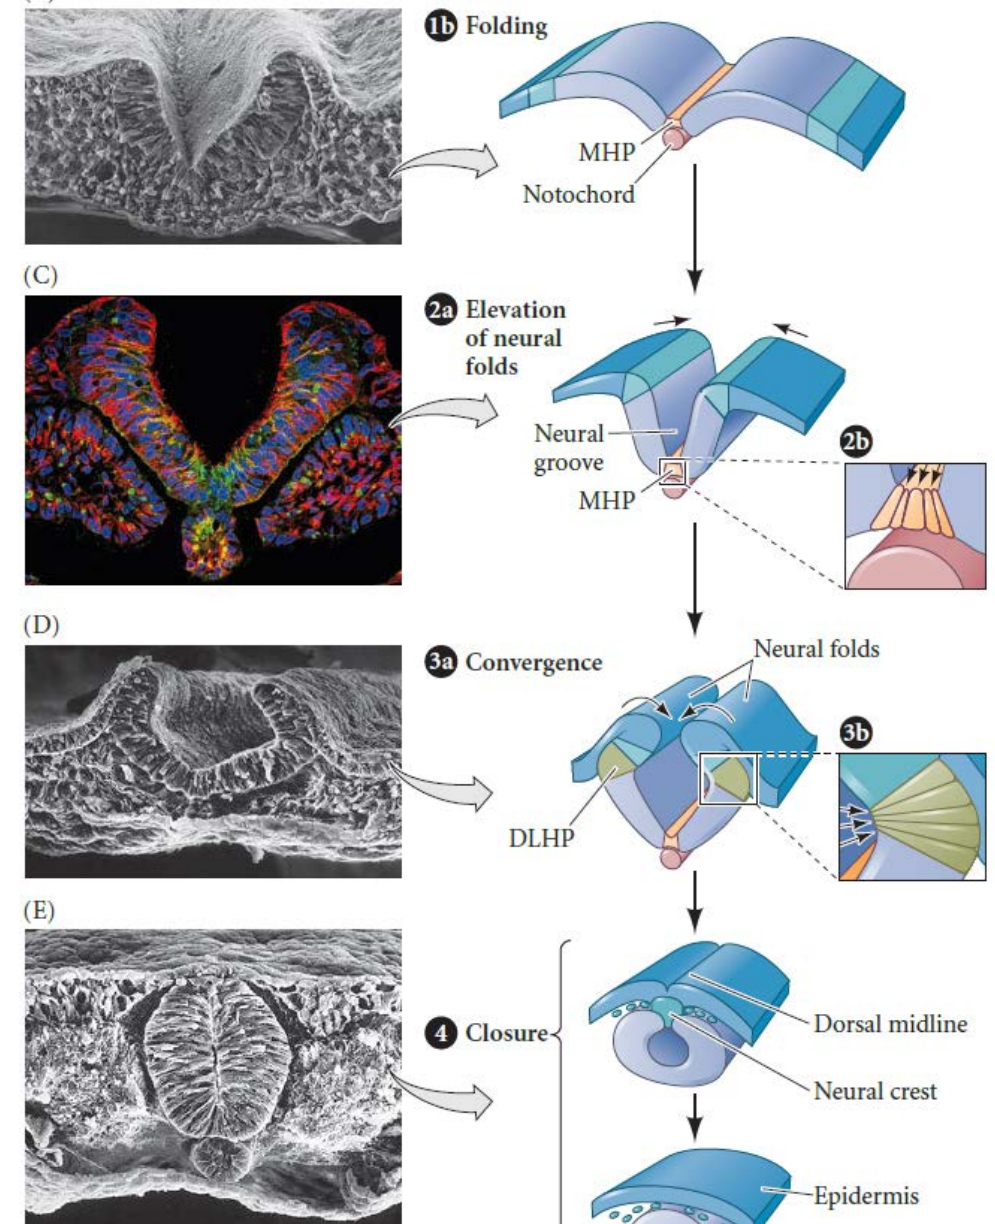 1b Folding
MHP
Notochord
(C)
2a Elevation
of neural
folds
Neural
groove
MHP
2b
(D)
3a Convergence
Neural folds
3b
DLHP
(E)
4 Closure
Dorsal midline
Neural crest
Epidermis